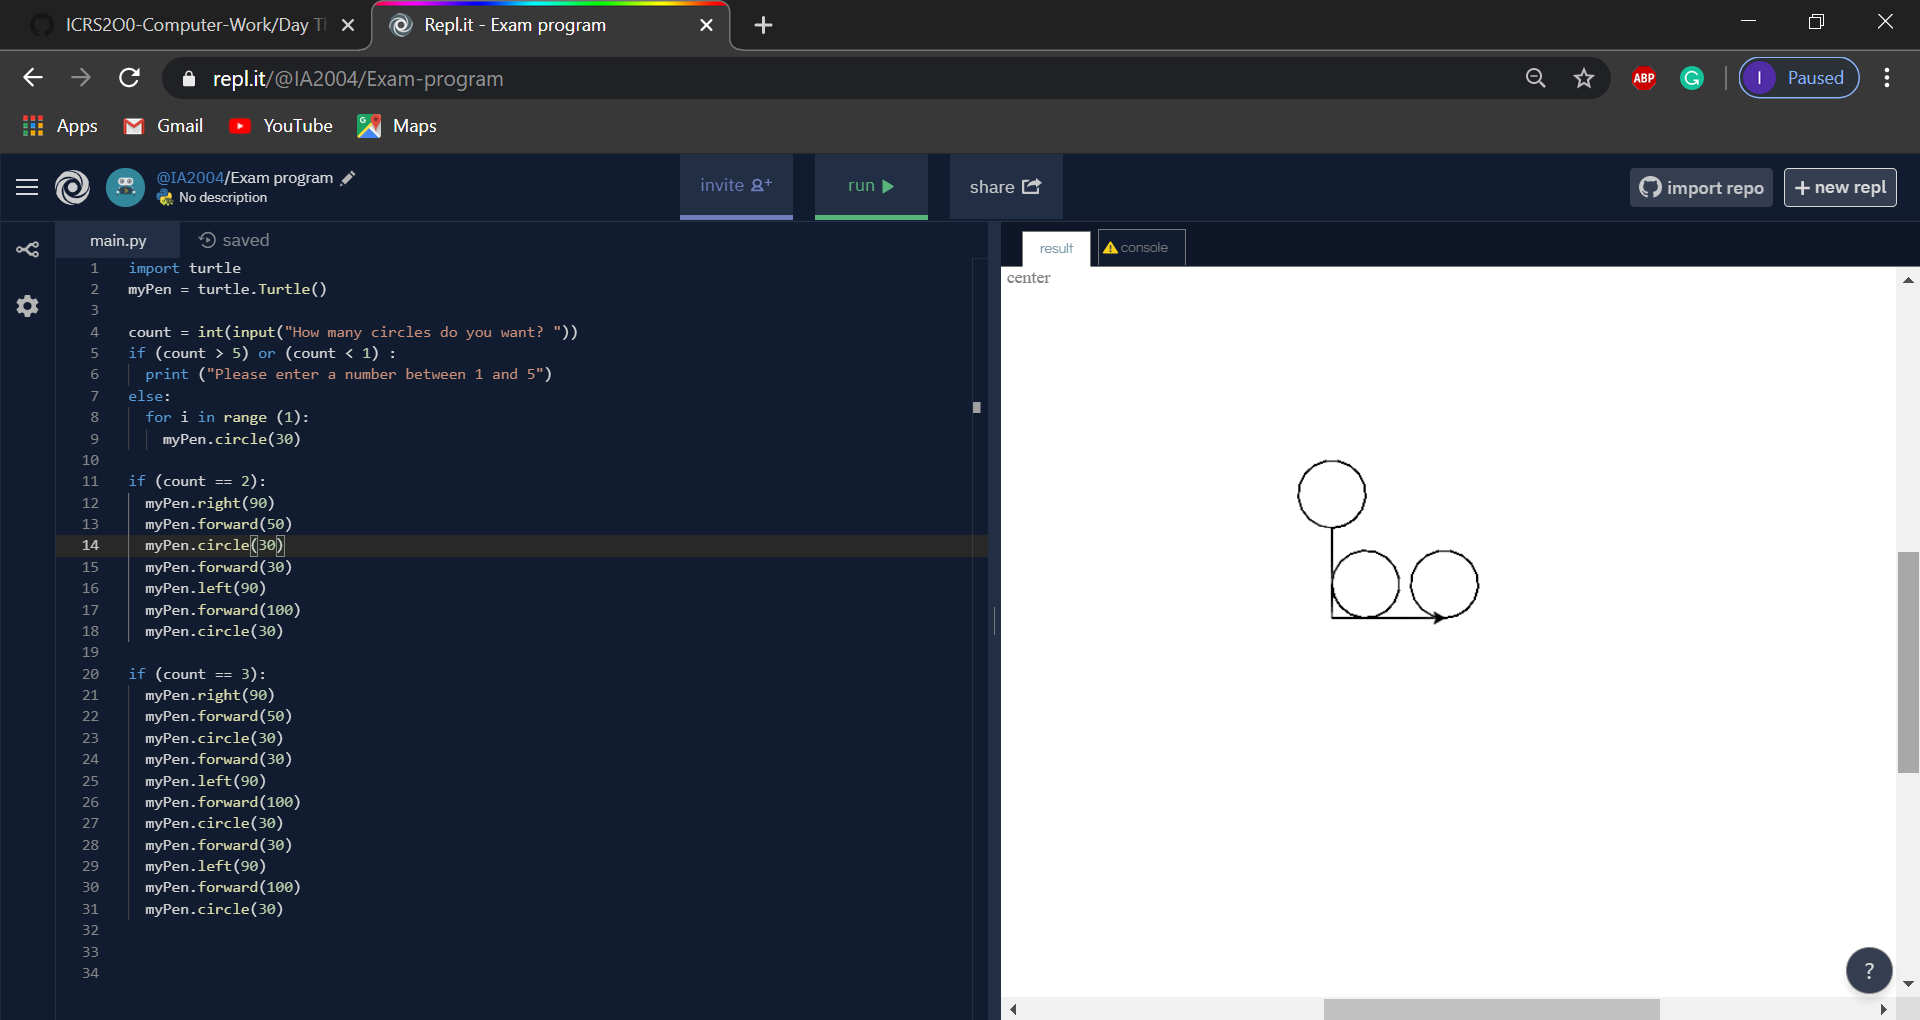 ICRS2O0-Computer-Work/Day Th
Repl.it - Exam program
repl.it/@IA2004/Exam-program
ABP
G
I
Paused
Apps
Gmail
YouTube
Maps
@IA2004/Exam program
No description
invite
run
share
import repo
+ new repl
main.py
saved
result
console
center
1 import turtle
2 myPen = turtle.Turtle()
3
4 count = int(input("How many circles do you want? "))
5 if (count > 5) or (count < 1) :
6 print ("Please enter a number between 1 and 5")
7 else:
8 for i in range (1):
9 myPen.circle(30)
10
11 if (count == 2):
12 myPen.right(90)
13 myPen.forward(50)
14 myPen.circle(30)
15 myPen.forward(30)
16 myPen.left(90)
17 myPen.forward(100)
18 myPen.circle(30)
19
20 if (count == 3):
21 myPen.right(90)
22 myPen.forward(50)
23 myPen.circle(30)
24 myPen.forward(30)
25 myPen.left(90)
26 myPen.forward(100)
27 myPen.circle(30)
28 myPen.forward(30)
29 myPen.left(90)
30 myPen.forward(100)
31 myPen.circle(30)
32
33
34
?